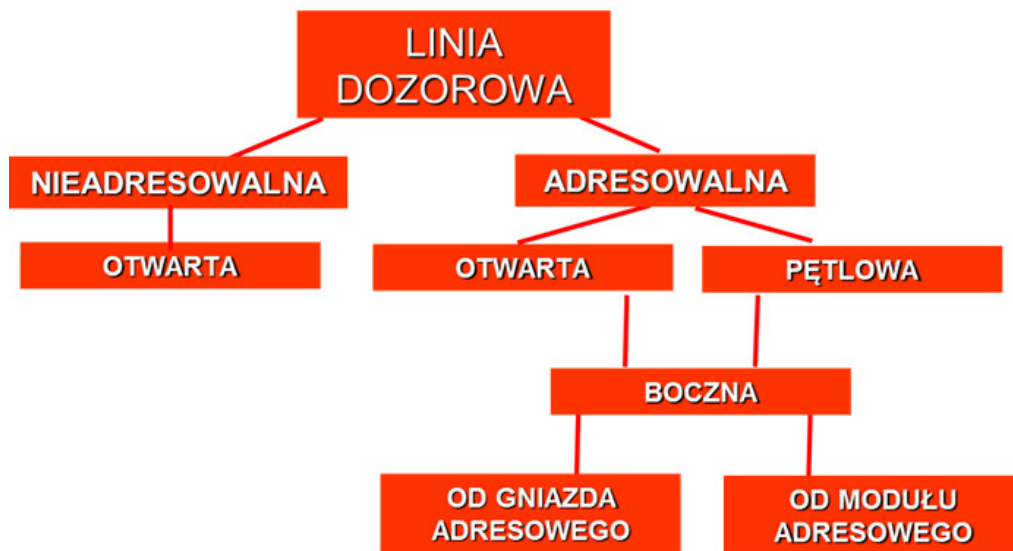 LINIA
DOZOROWA
NIEADRESOWALNA
ADRESOWALNA
OTWARTA
OTWARTA
PĘTLOWA
BOCZNA
OD GNIAZDA
ADRESOWEGO
OD MODUŁU
ADRESOWEGO